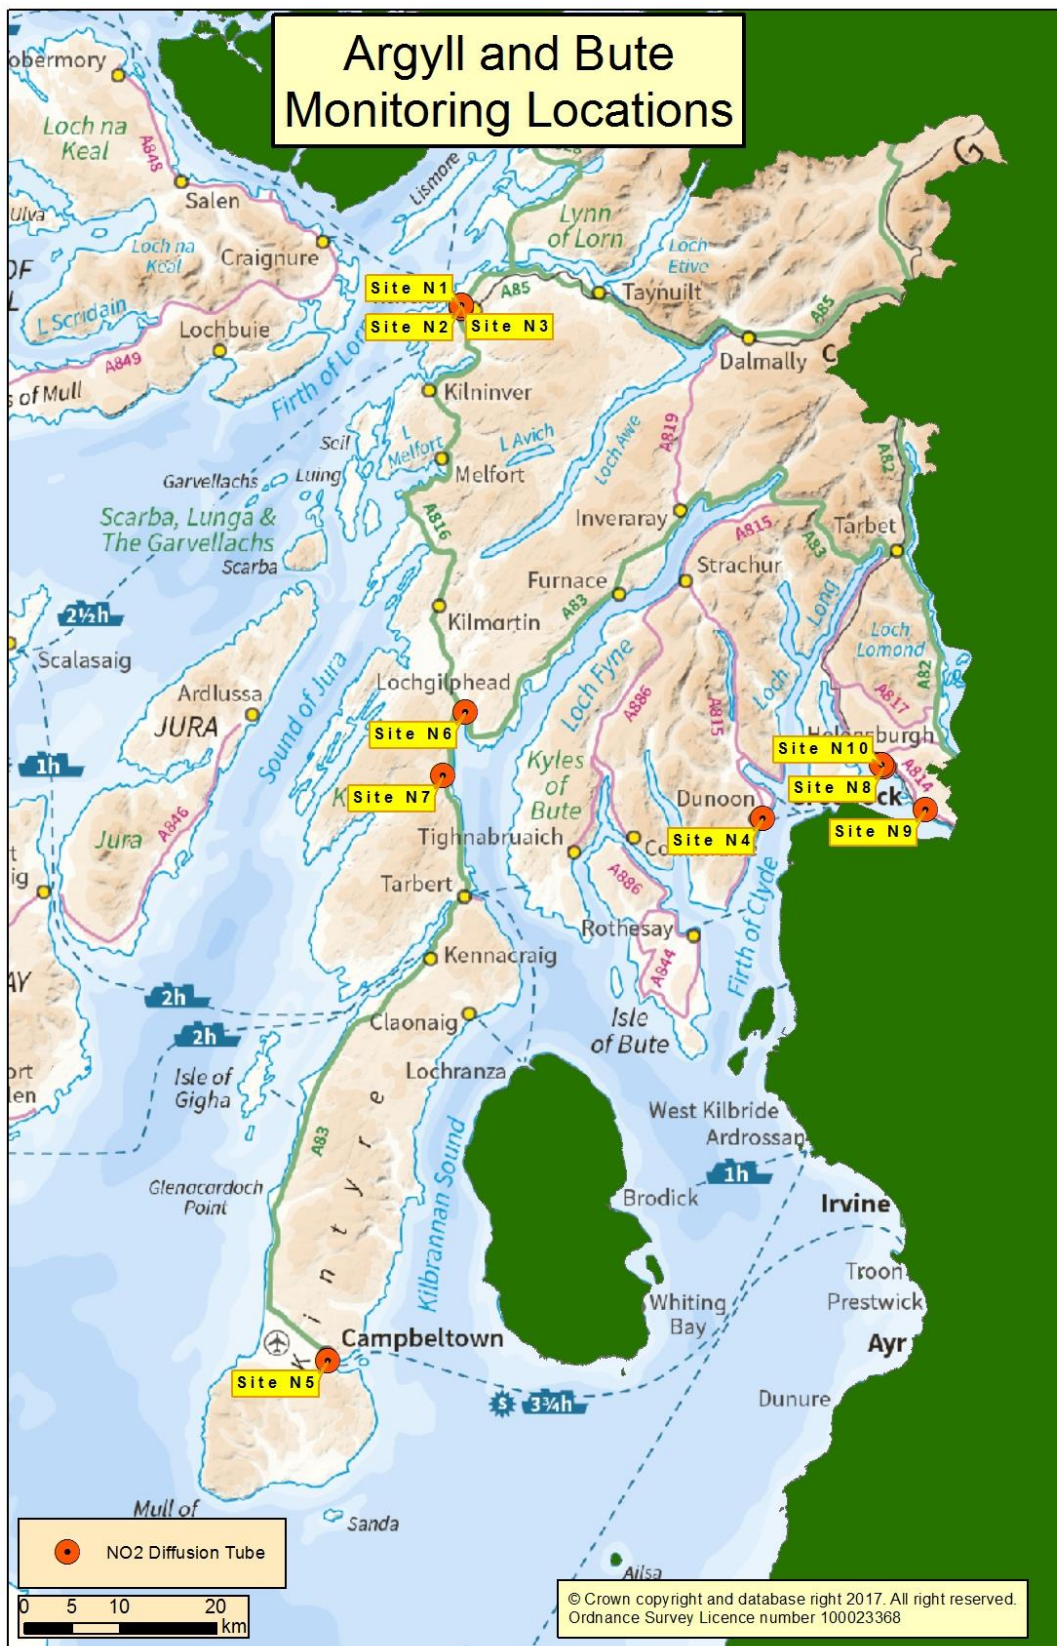 Argyll and Bute
Monitoring Locations
obermory
Loch na
Keal
A848
Salen
Ulva
Loch na
Keal
Craignure
L Scridain
Lochbuie
A849
s of Mull
Firth of Lorn
Lismore
Lynn
of Lorn
Loch
Etive
G
Site N1
Site N2
Site N3
A85
Taynuilt
A85
Dalmally
C
Kilninver
Seil
L
Melfort
L Avich
Loch Awe
A819
Garvellachs
Luing
Melfort
Scarba, Lunga &
The Garvellachs
Scarba
A816
Inveraray
A815
A82
Tarbet
A83
Strachur
Furnace
A83
2½h
Scalasaig
Kilmartin
Long
Loch
Loch
Lomond
A82
Ardlussa
JURA
Sound of Jura
Lochgilphead
Loch Fyne
A886
A815
A817
Site N6
1h
Site N7
Kyles
of
Bute
Helensburgh
Site N10
Site N8
A814
Dunoon
Site N4
Site N9
Jura
A846
Tighnabruaich
Tarbert
A886
Rothesay
A844
Firth of Clyde
ig
AY
Kennacraig
2h
2h
Claonaig
Isle
of Bute
Isle of
Gigha
Lochranza
ort
len
A83
Kintyre
Kilbrannan Sound
West Kilbride
Ardrossan
1h
Brodick
Irvine
Glenacardoch
Point
Troon
Prestwick
Whiting
Bay
Ayr
Campbeltown
Site N5
S
3¾h
Dunure
Mull of
Sanda
Ailsa
NO2 Diffusion Tube
0 5 10 20
km
© Crown copyright and database right 2017. All right reserved.
Ordnance Survey Licence number 100023368